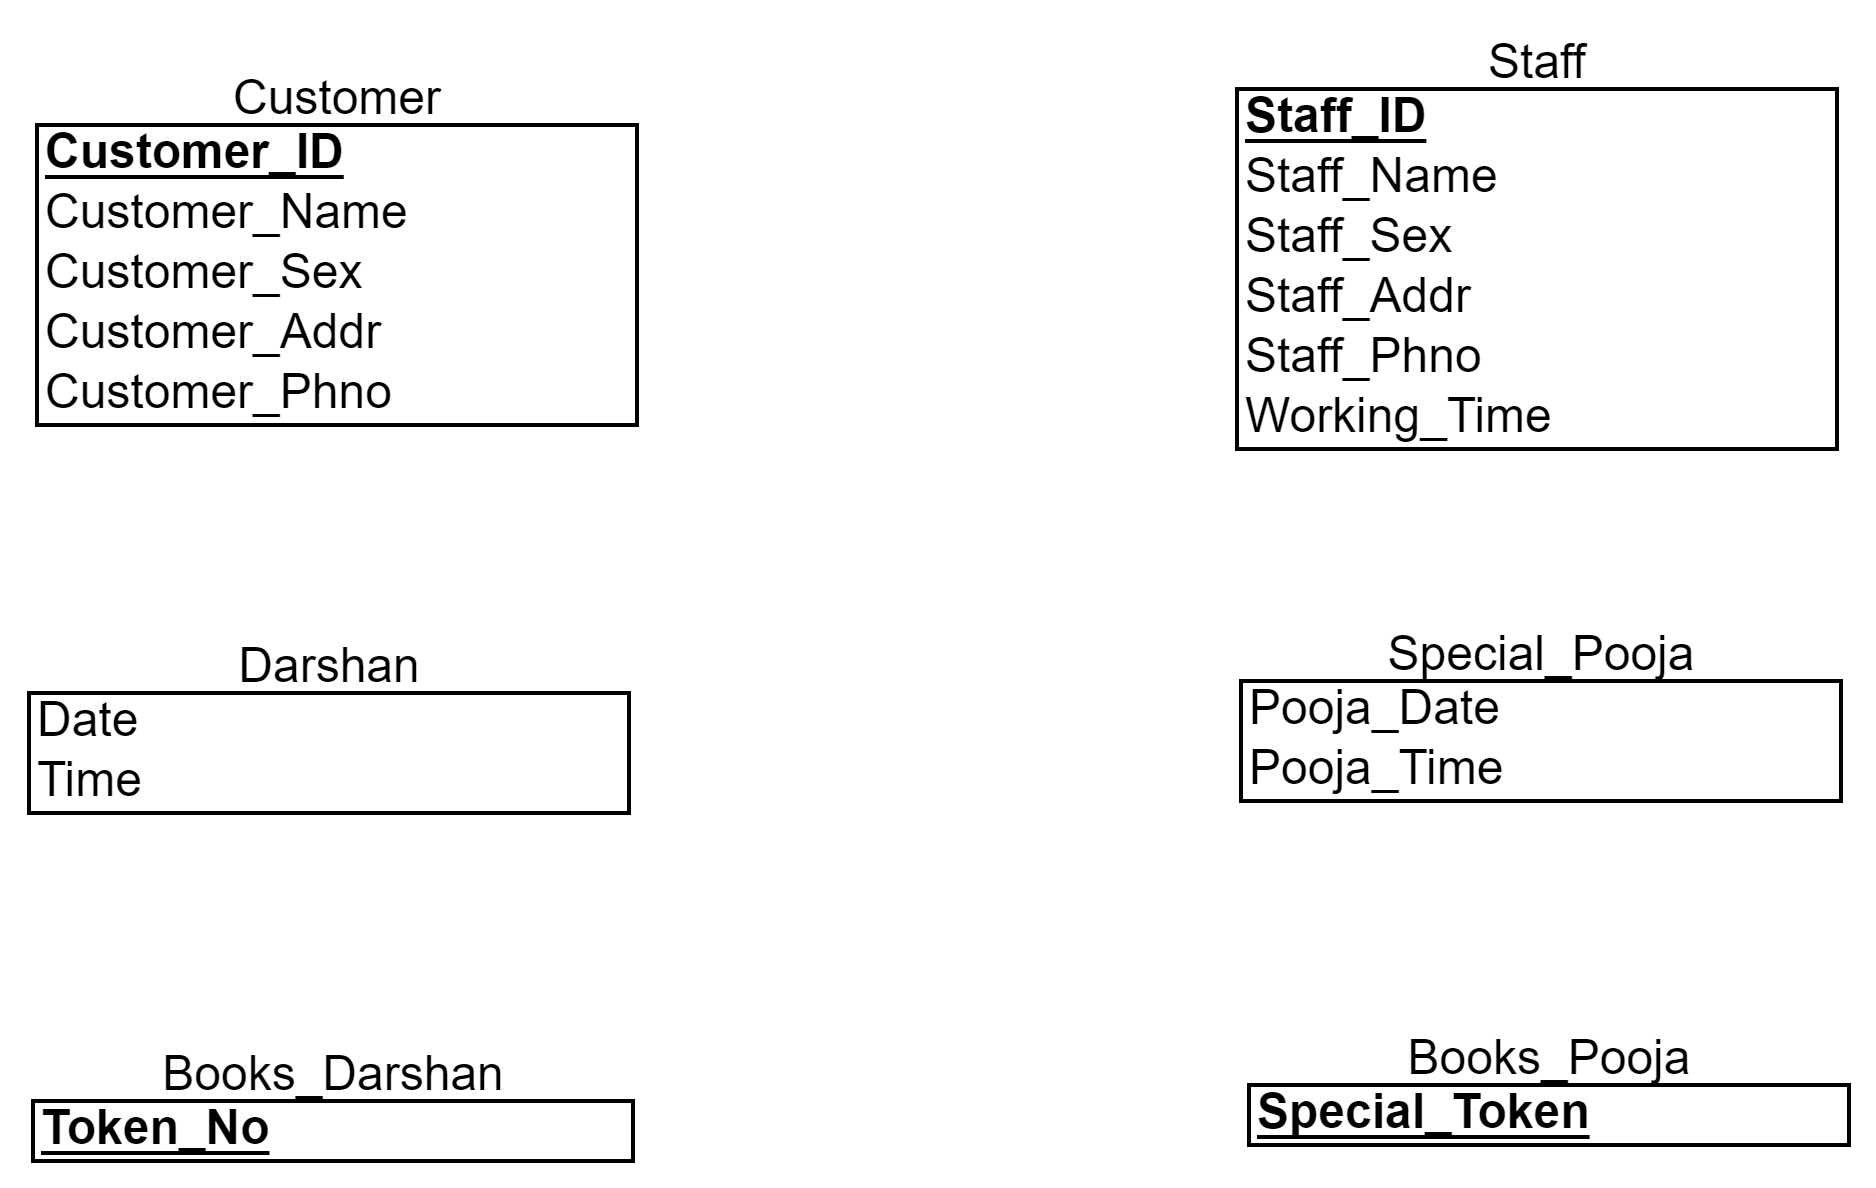 Customer
Customer_ID
Customer_Name
Customer_Sex
Customer_Addr
Customer_Phno
Staff
Staff_ID
Staff_Name
Staff_Sex
Staff_Addr
Staff_Phno
Working_Time
Darshan
Date
Time
Special_Pooja
Pooja_Date
Pooja_Time
Books_Darshan
Token_No
Books_Pooja
Special_Token